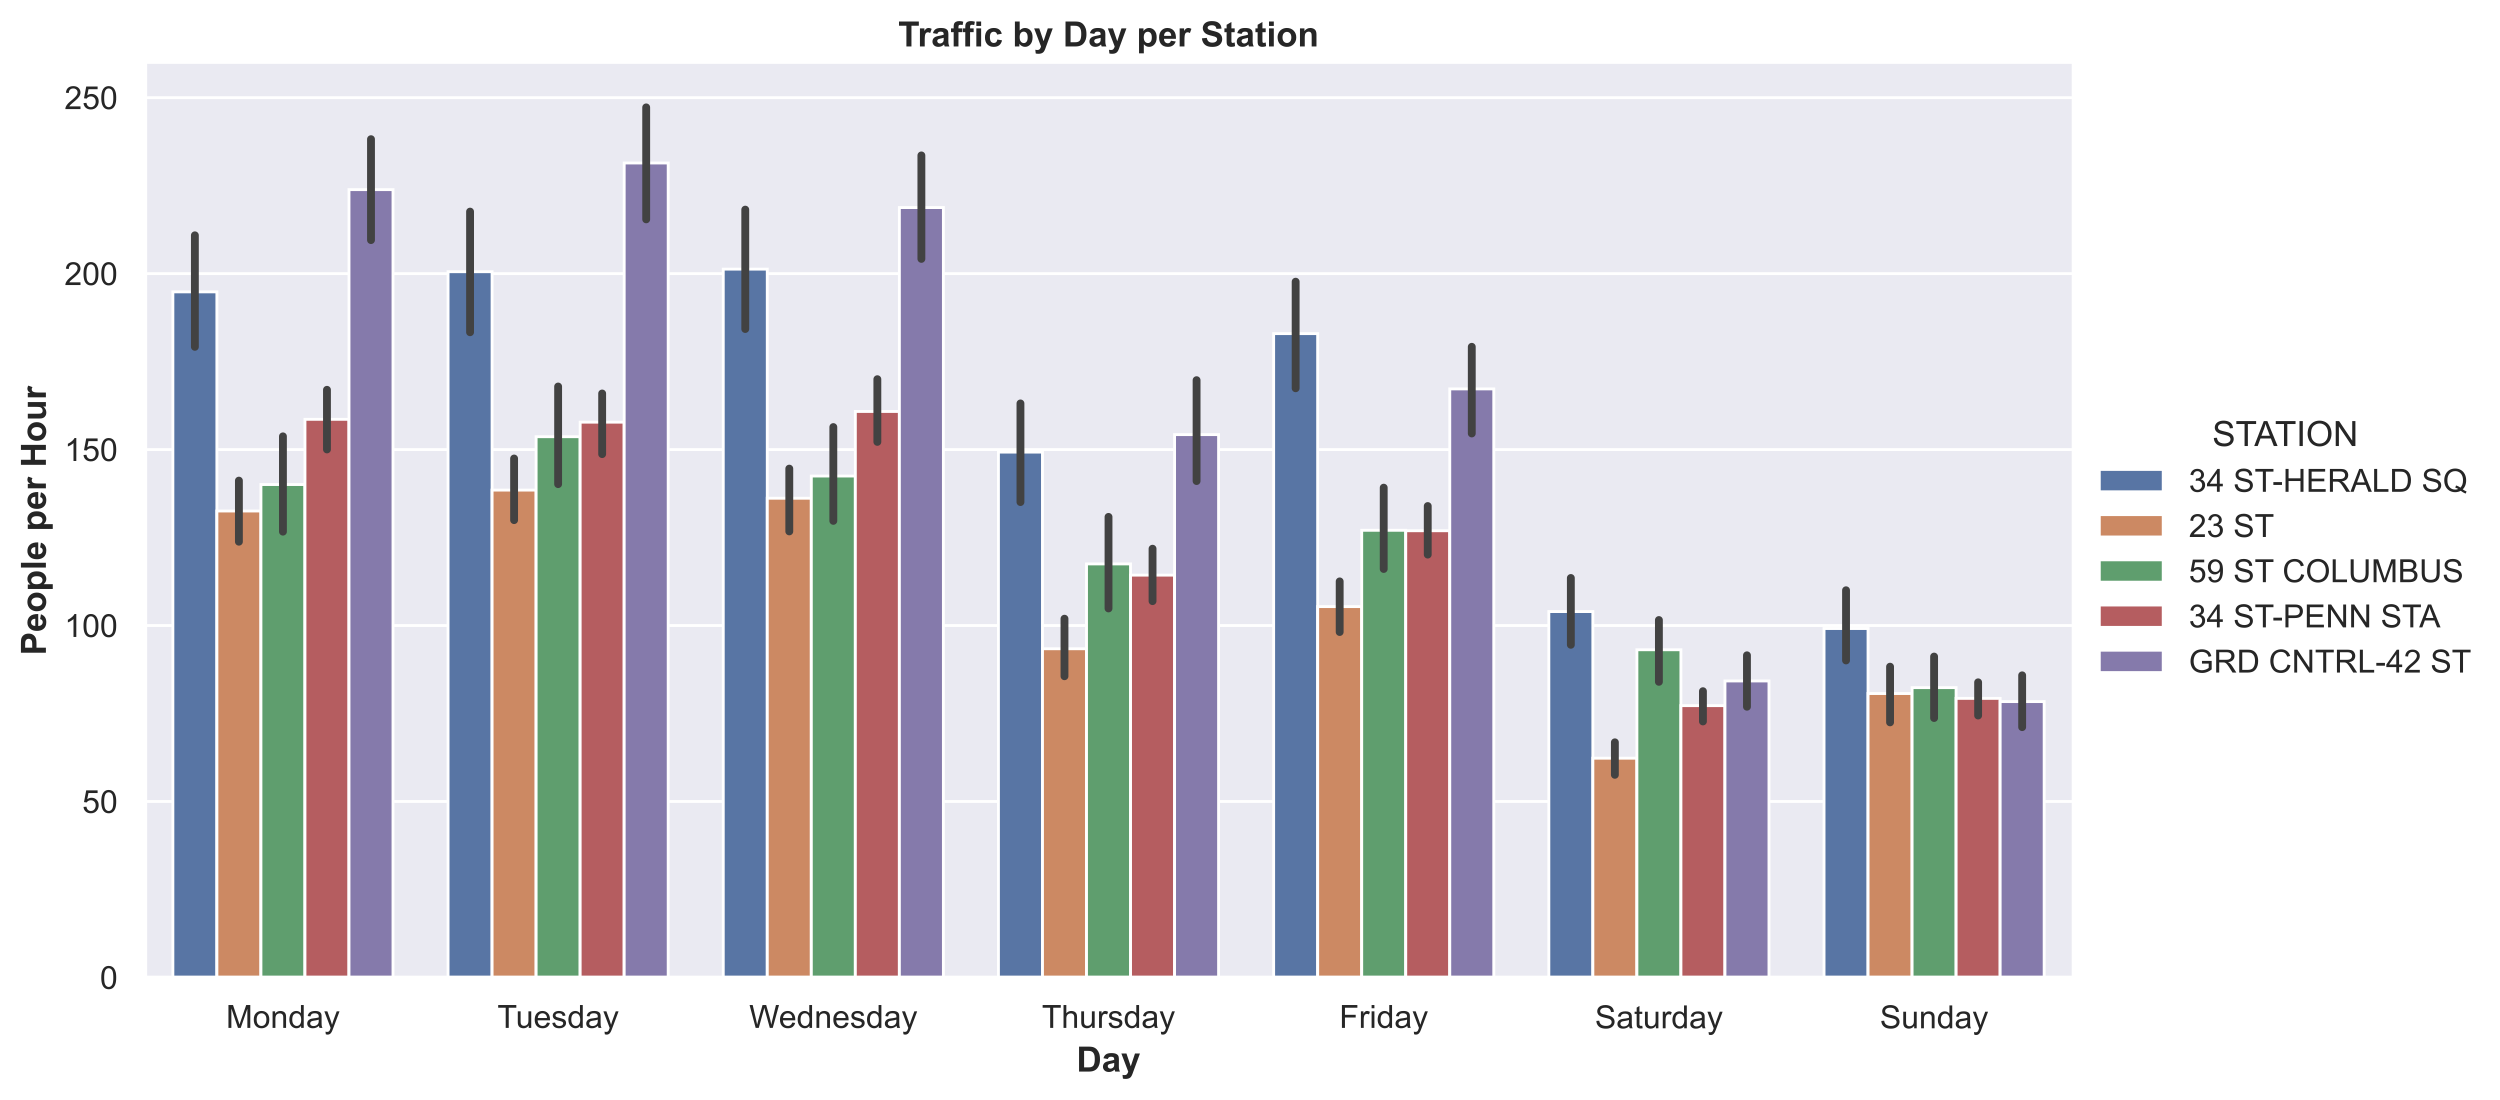 Traffic by Day per Station
People per Hour
250
200
150
100
50
0
Monday Tuesday Wednesday Thursday Friday Saturday Sunday
Day
STATION
34 ST-HERALD SQ
23 ST
59 ST COLUMBUS
34 ST-PENN STA
GRD CNTRL-42 ST